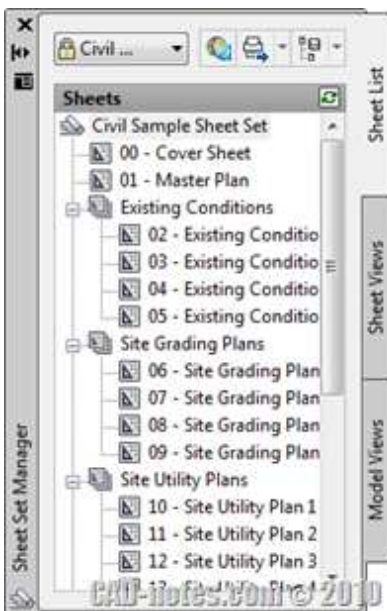 Civil ...
Sheets
Civil Sample Sheet Set
00 - Cover Sheet
01 - Master Plan
Existing Conditions
02 - Existing Conditio
03 - Existing Conditio
04 - Existing Conditio
05 - Existing Conditio
Site Grading Plans
06 - Site Grading Plan
07 - Site Grading Plan
08 - Site Grading Plan
09 - Site Grading Plan
Site Utility Plans
10 - Site Utility Plan 1
11 - Site Utility Plan 2
12 - Site Utility Plan 3
Sheet List
Sheet Views
Model Views
Sheet Set Manager
CAD-notes.com © 2010